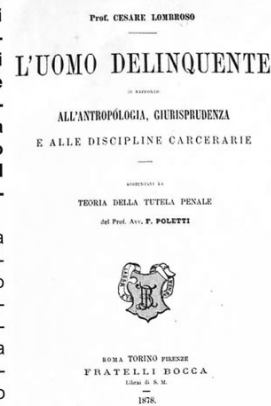 Prof. CESARE LOMBROSO
L'UOMO DELINQUENTE
IN RAPPORTO
ALL'ANTROPÓLOGIA, GIURISPRUDENZA
E ALLE DISCIPLINE CARCERARIE
AGGIUNTAVI LA
TEORIA DELLA TUTELA PENALE
del Prof. Avv. F. POLETTI
ROMA TORINO FIRENZE
FRATELLI BOCCA
Librai di S. M.
1878.